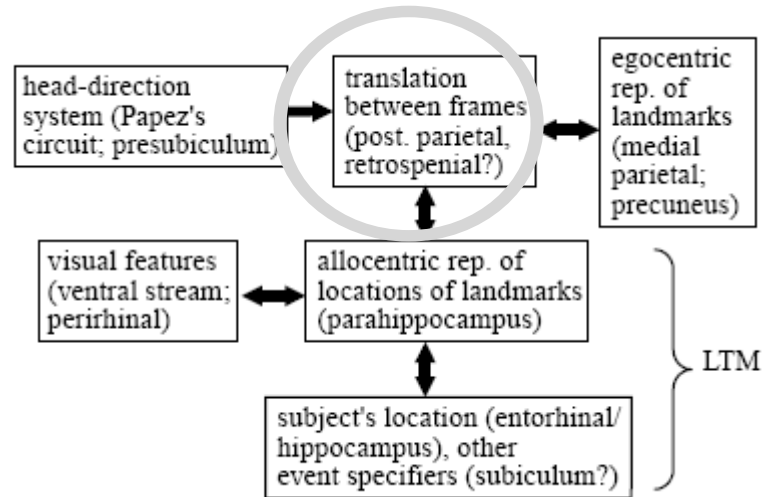 head-direction
system (Papez's
circuit; presubiculum)
translation
between frames
(post. parietal,
retrospenial?)
egocentric
rep. of
landmarks
(medial
parietal;
precuneus)
visual features
(ventral stream;
perirhinal)
allocentric rep. of
locations of landmarks
(parahippocampus)
LTM
subject's location (entorhinal/
hippocampus), other
event specifiers (subiculum?)